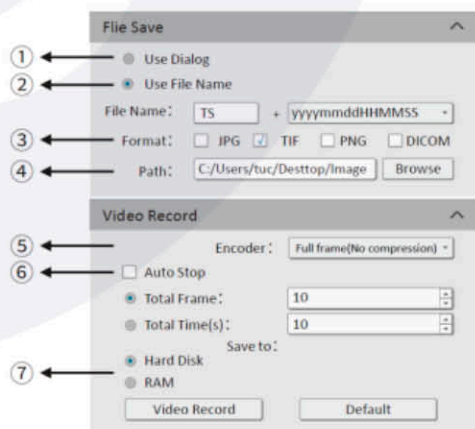 Flie Save
① Use Dialog
② Use File Name
File Name: TS + yyyymmddHHMMSS
③ Format: JPG TIF PNG DICOM
④ Path: C:/Users/tuc/Desttop/Image Browse
Video Record
⑤ Encoder: Full frame(No compression)
⑥ Auto Stop
Total Frame: 10
Total Time(s): 10
Save to:
⑦ Hard Disk
RAM
Video Record Default